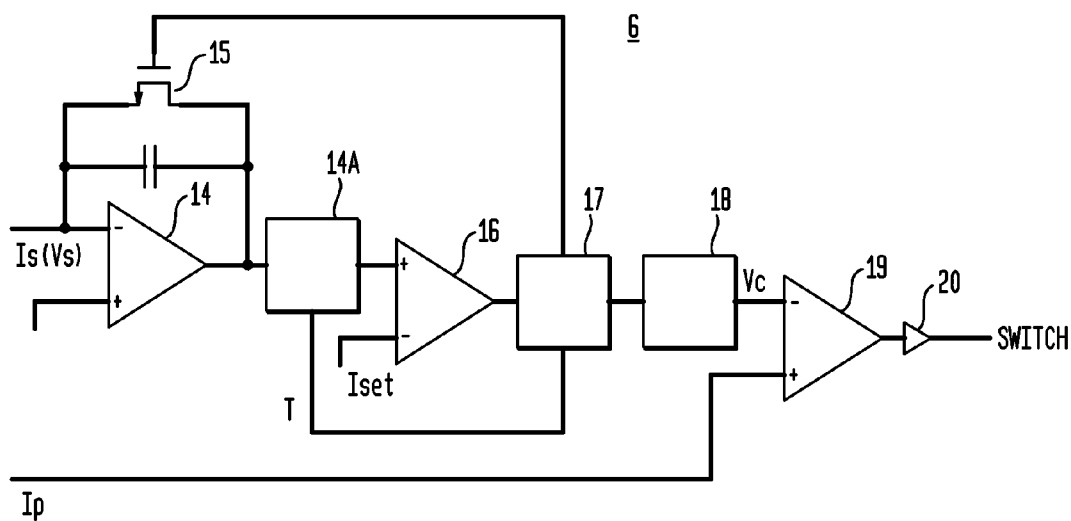 6
15
14A
14
Is(Vs)
-
+
16
+
-
Iset
T
17
18
Vc
-
+
19
20
SWITCH
Ip